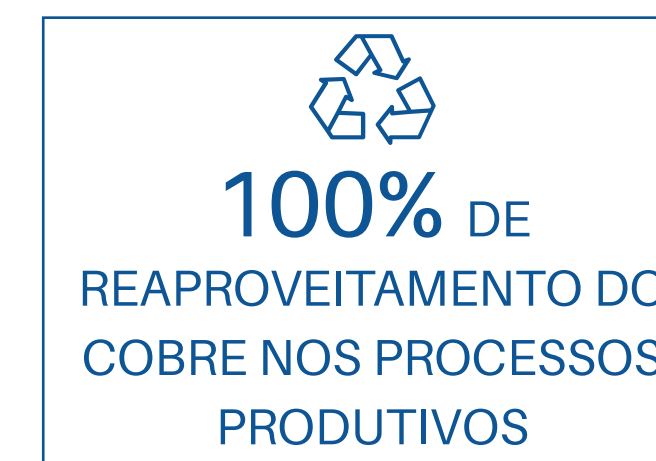 100% DE
REAPROVEITAMENTO DO
COBRE NOS PROCESSOS
PRODUTIVOS